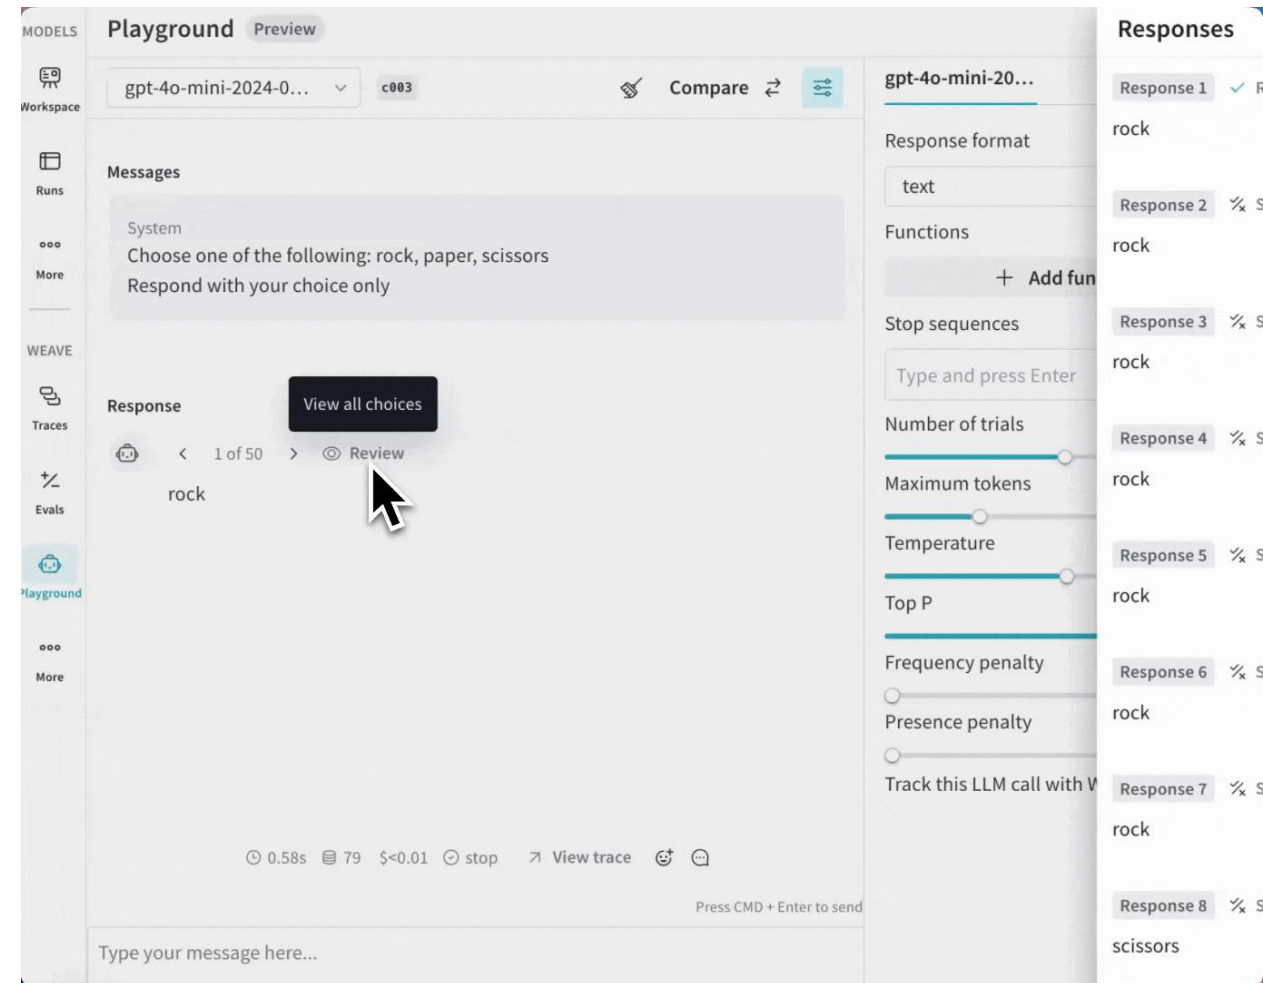 MODELS
Workspace
Runs
More
WEAVE
Traces
Evals
Playground
More
Playground Preview
gpt-4o-mini-2024-0... c003 Compare
Messages
System
Choose one of the following: rock, paper, scissors
Respond with your choice only
View all choices
Response
1 of 50 Review
rock
0.58s 79 $<0.01 stop View trace
Press CMD + Enter to send
Type your message here...
gpt-4o-mini-20...
Response format
text
Functions
+ Add fun
Stop sequences
Type and press Enter
Number of trials
Maximum tokens
Temperature
Top P
Frequency penalty
Presence penalty
Track this LLM call with W
Responses
Response 1 R
rock
Response 2 S
rock
Response 3 S
rock
Response 4 S
rock
Response 5 S
rock
Response 6 S
rock
Response 7 S
rock
Response 8 S
scissors